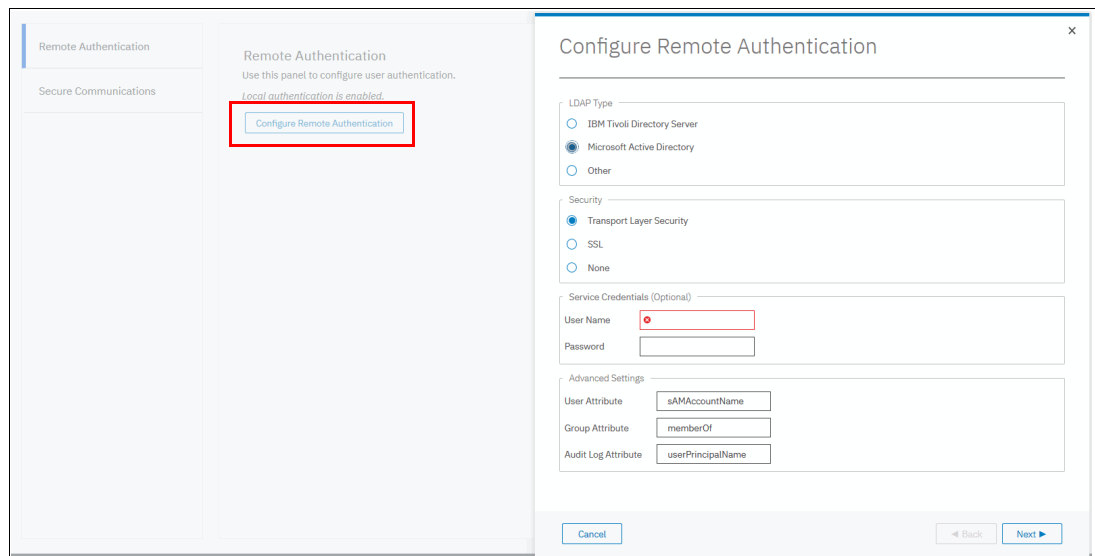 Remote Authentication
Secure Communications
Remote Authentication
Use this panel to configure user authentication.
Local authentication is enabled.
Configure Remote Authentication
×
Configure Remote Authentication
LDAP Type
IBM Tivoli Directory Server
Microsoft Active Directory
Other
Security
Transport Layer Security
SSL
None
Service Credentials (Optional)
User Name
Password
Advanced Settings
User Attribute sAMAccountName
Group Attribute memberOf
Audit Log Attribute userPrincipalName
Cancel ◀ Back Next ▶